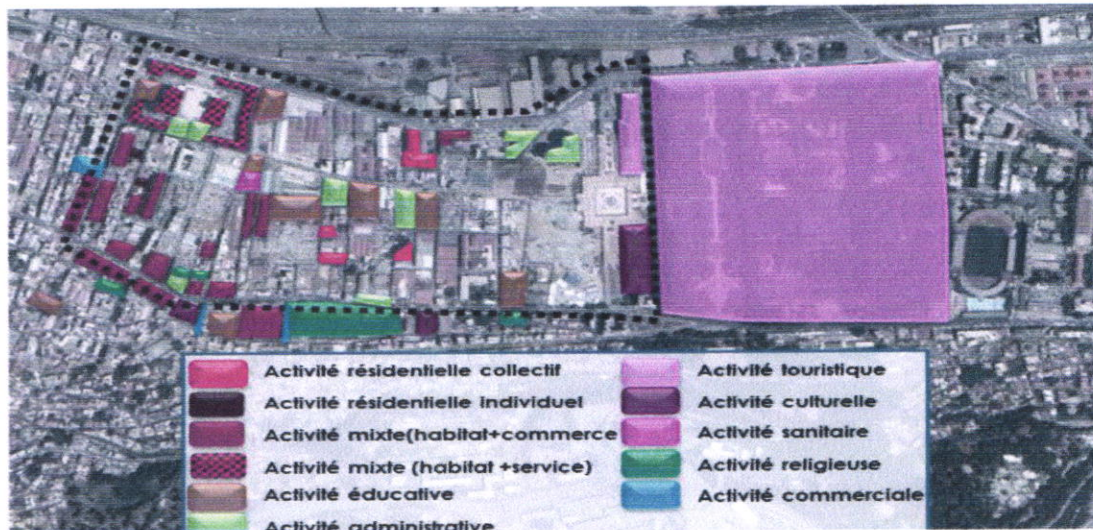 Activité résidentielle collectif
Activité résidentielle individuel
Activité mixte(habitat+commerce
Activité mixte (habitat +service)
Activité éducative
Activité administrative
Activité touristique
Activité culturelle
Activité sanitaire
Activité religieuse
Activité commerciale